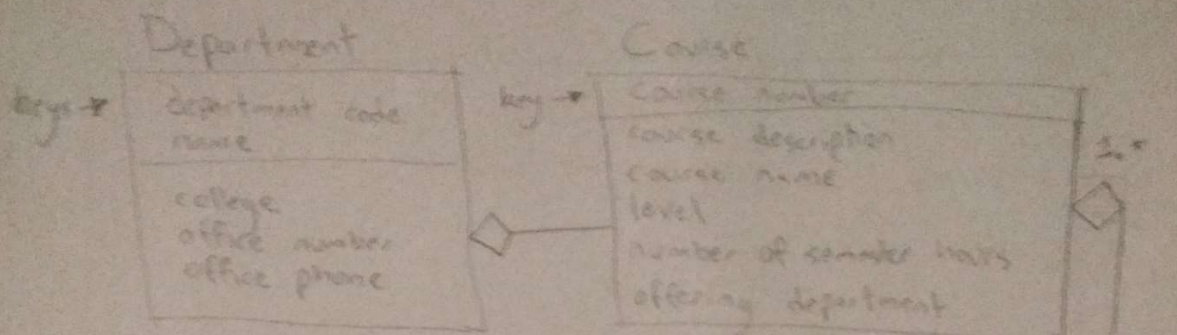 Department
keys
department code
name
college
office number
office phone
Course
key
course number
course description
course name
level
number of semester hours
offering department
1..*